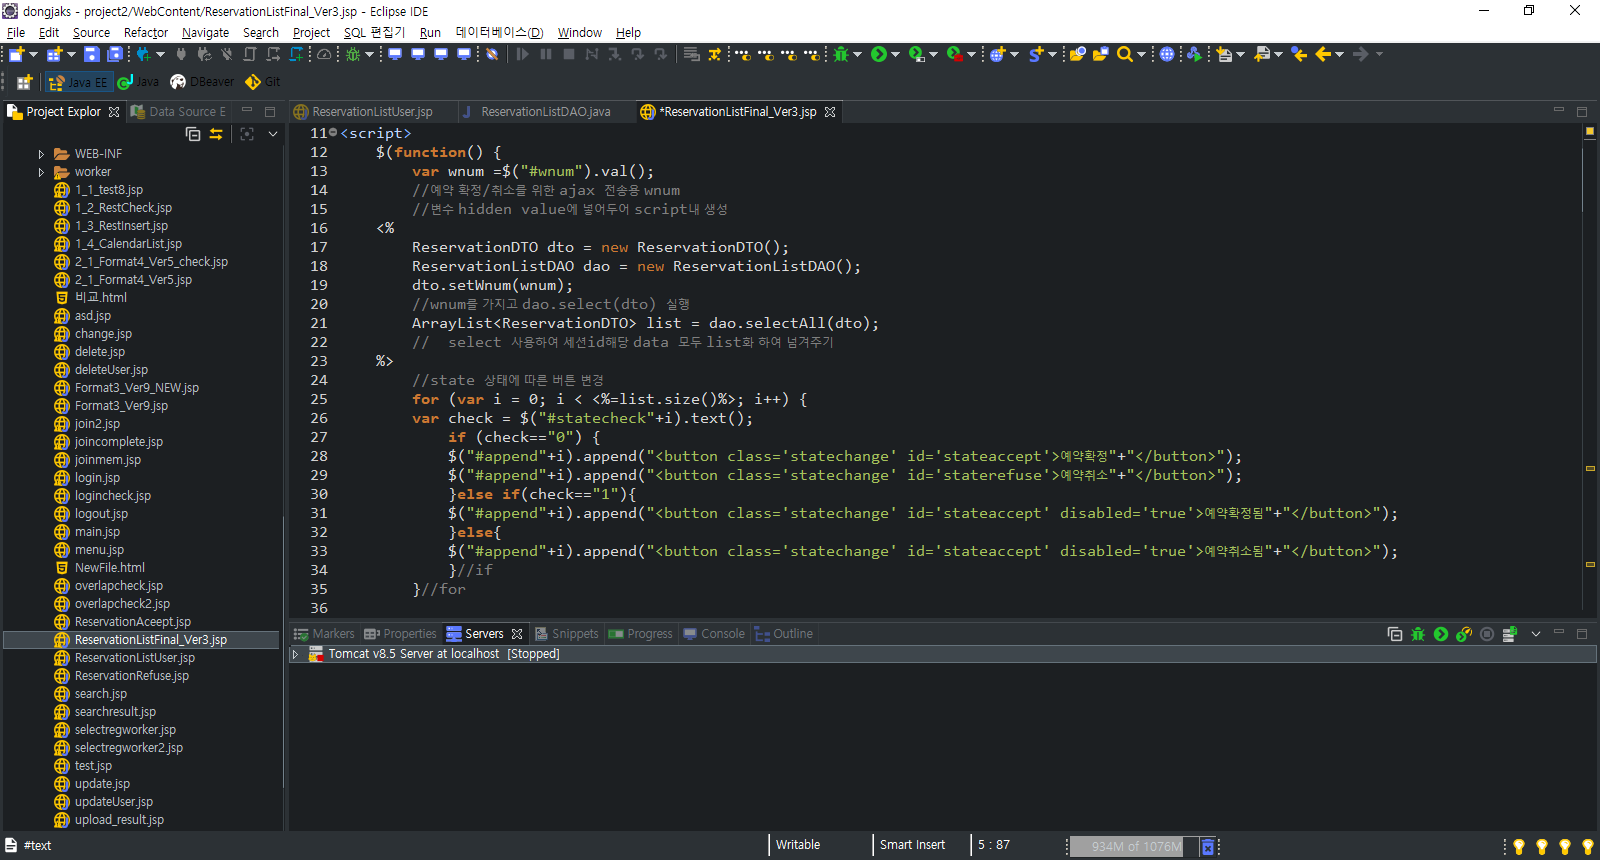 dongjaks - project2/WebContent/ReservationListFinal_Ver3.jsp - Eclipse IDE
File Edit Source Refactor Navigate Search Project SQL 편집기 Run 데이터베이스(D) Window Help
Java EE Java DBeaver Git
Project Explor Data Source E
ReservationListUser.jsp ReservationListDAO.java *ReservationListFinal_Ver3.jsp
WEB-INF
worker
1_1_test8.jsp
1_2_RestCheck.jsp
1_3_RestInsert.jsp
1_4_CalendarList.jsp
2_1_Format4_Ver5_check.jsp
2_1_Format4_Ver5.jsp
비교.html
asd.jsp
change.jsp
delete.jsp
deleteUser.jsp
Format3_Ver9_NEW.jsp
Format3_Ver9.jsp
join2.jsp
joincomplete.jsp
joinmem.jsp
login.jsp
logincheck.jsp
logout.jsp
main.jsp
menu.jsp
NewFile.html
overlapcheck.jsp
overlapcheck2.jsp
ReservationAceept.jsp
ReservationListFinal_Ver3.jsp
ReservationListUser.jsp
ReservationRefuse.jsp
search.jsp
searchresult.jsp
selectregworker.jsp
selectregworker2.jsp
test.jsp
update.jsp
updateUser.jsp
upload_result.jsp
11 <script>
12 $(function() {
13 var wnum =$("#wnum").val();
14 //예약 확정/취소를 위한 ajax 전송용 wnum
15 //변수 hidden value에 넣어두어 script내 생성
16 <%
17 ReservationDTO dto = new ReservationDTO();
18 ReservationListDAO dao = new ReservationListDAO();
19 dto.setWnum(wnum);
20 //wnum를 가지고 dao.select(dto) 실행
21 ArrayList<ReservationDTO> list = dao.selectAll(dto);
22 // select 사용하여 세션id해당 data 모두 list화 하여 넘겨주기
23 %>
24 //state 상태에 따른 버튼 변경
25 for (var i = 0; i < <%=list.size()%>; i++) {
26 var check = $("#statecheck"+i).text();
27 if (check=="0") {
28 $("#append"+i).append("<button class='statechange' id='stateaccept'>예약확정"+"</button>");
29 $("#append"+i).append("<button class='statechange' id='staterefuse'>예약취소"+"</button>");
30 }else if(check=="1"){
31 $("#append"+i).append("<button class='statechange' id='stateaccept' disabled='true'>예약확정됨"+"</button>");
32 }else{
33 $("#append"+i).append("<button class='statechange' id='stateaccept' disabled='true'>예약취소됨"+"</button>");
34 }//if
35 }//for
36
Markers Properties Servers Snippets Progress Console Outline
Tomcat v8.5 Server at localhost [Stopped]
#text Writable Smart Insert 5 : 87 934M of 1076M